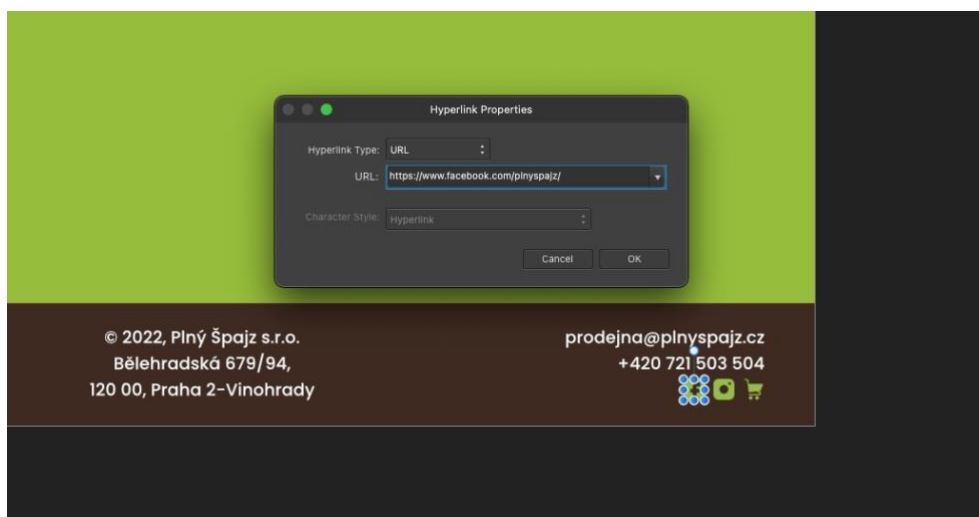 Hyperlink Properties
Hyperlink Type: URL
URL: https://www.facebook.com/plnyspajz/
Character Style: Hyperlink
Cancel OK
© 2022, Plný Špajz s.r.o.
Bělehradská 679/94,
120 00, Praha 2-Vinohrady
prodejna@plnyspajz.cz
+420 721 503 504